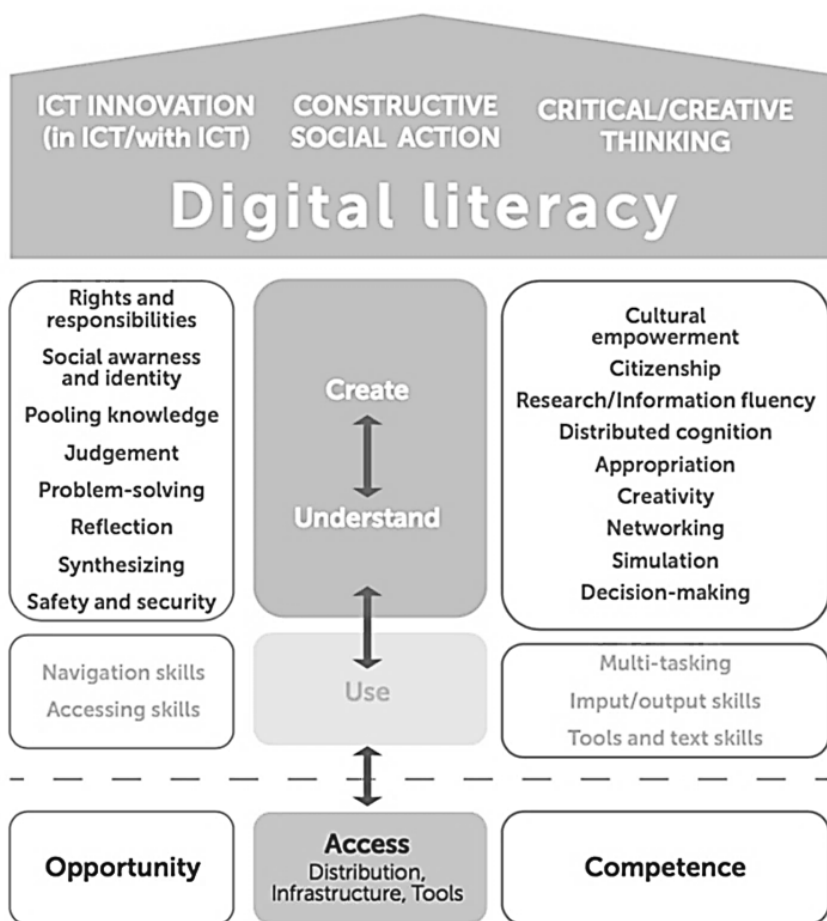 ICT INNOVATION
(in ICT/with ICT)
CONSTRUCTIVE
SOCIAL ACTION
CRITICAL/CREATIVE
THINKING
Digital literacy
Rights and
responsibilities
Social awarness
and identity
Pooling knowledge
Judgement
Problem-solving
Reflection
Synthesizing
Safety and security
Create
Understand
Cultural
empowerment
Citizenship
Research/Information fluency
Distributed cognition
Appropriation
Creativity
Networking
Simulation
Decision-making
Navigation skills
Accessing skills
Use
Multi-tasking
Imput/output skills
Tools and text skills
Opportunity
Access
Distribution,
Infrastructure, Tools
Competence